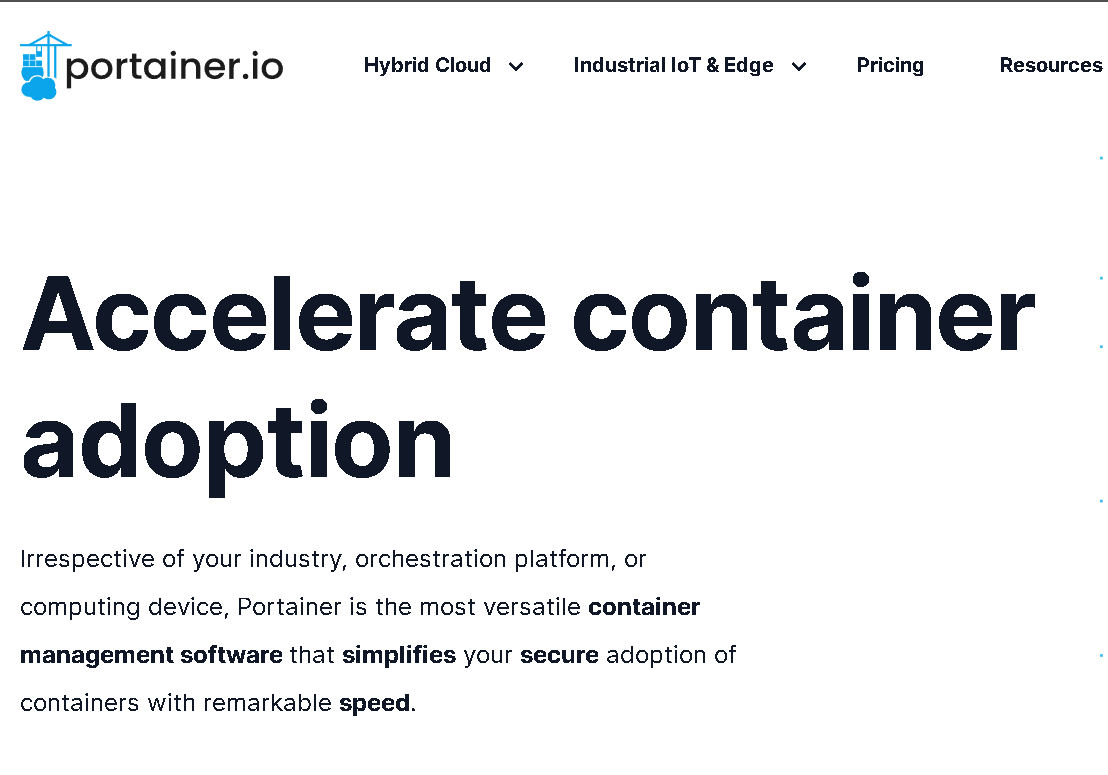 portainer.io
Hybrid Cloud
Industrial IoT & Edge
Pricing
Resources
Accelerate container
adoption
Irrespective of your industry, orchestration platform, or
computing device, Portainer is the most versatile container
management software that simplifies your secure adoption of
containers with remarkable speed.